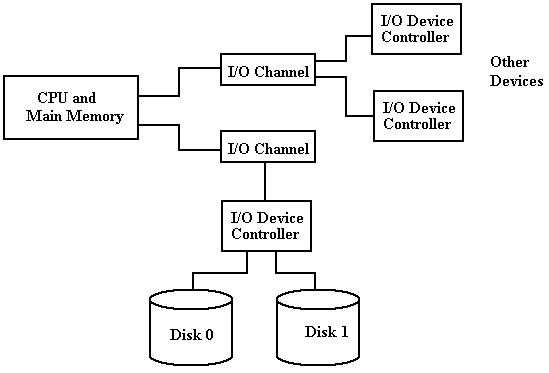 I/O Device
Controller
I/O Channel
Other
Devices
CPU and
Main Memory
I/O Device
Controller
I/O Channel
I/O Device
Controller
Disk 0
Disk 1